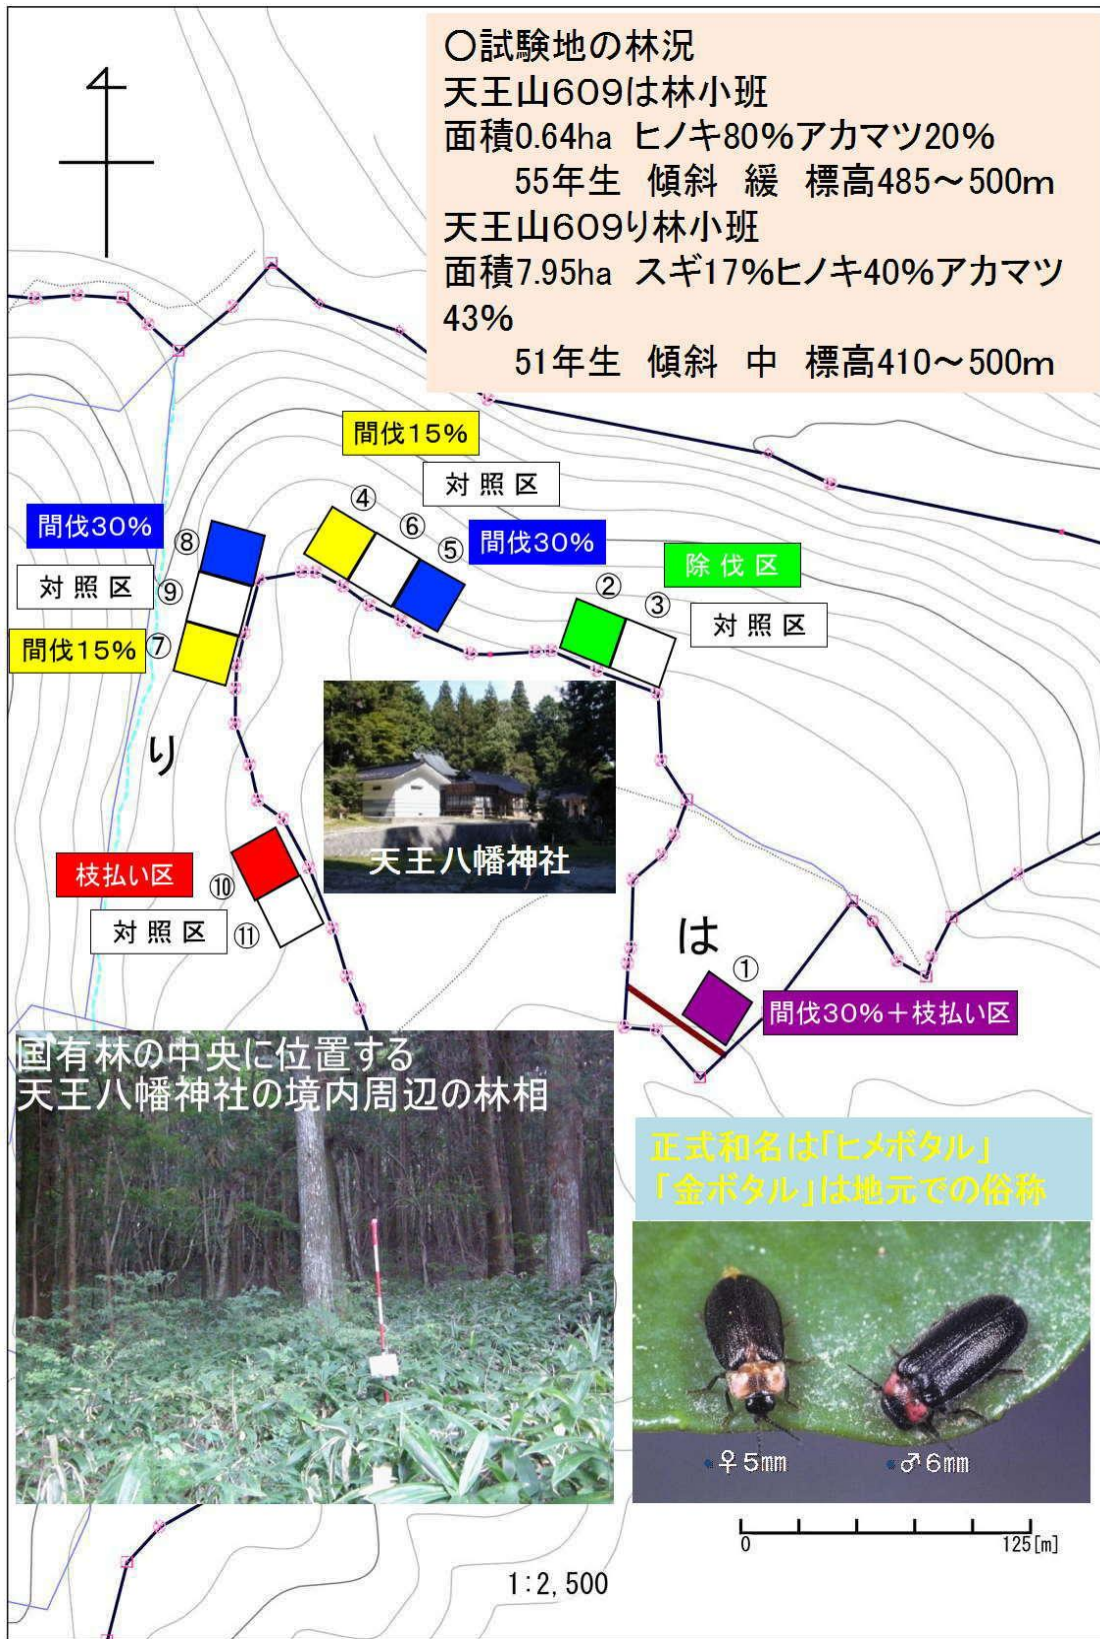 〇試験地の林況
天王山609は林小班
面積0.64ha ヒノキ80%アカマツ20%
55年生 傾斜 緩 標高485～500m
天王山609り林小班
面積7.95ha スギ17%ヒノキ40%アカマツ
43%
51年生 傾斜 中 標高410～500m
間伐15%
対照区
④
⑥
⑤
間伐30%
間伐30%
⑧
対照区
⑨
間伐15%
⑦
除伐区
②
③
対照区
り
天王八幡神社
枝払い区
⑩
対照区
⑪
は
①
間伐30%＋枝払い区
国有林の中央に位置する
天王八幡神社の境内周辺の林相
正式和名は「ヒメボタル」
「金ボタル」は地元での俗称
・♀5㎜
・♂6㎜
0
125[m]
1:2,500